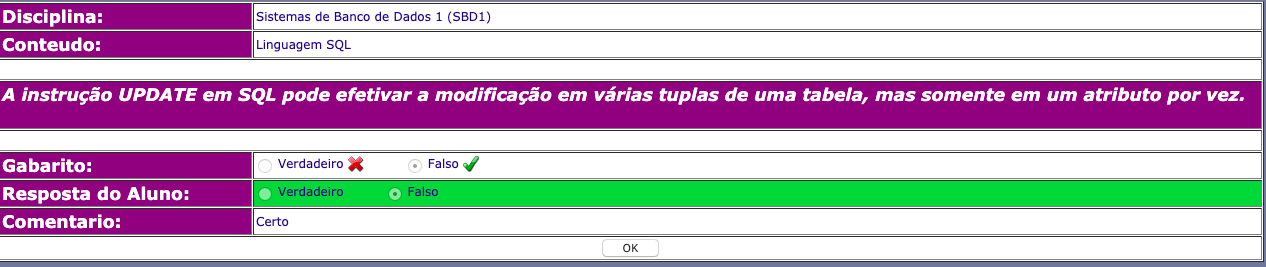 Disciplina: Sistemas de Banco de Dados 1 (SBD1)
Conteudo: Linguagem SQL
A instrução UPDATE em SQL pode efetivar a modificação em várias tuplas de uma tabela, mas somente em um atributo por vez.
Gabarito: Verdadeiro Falso
Resposta do Aluno: Verdadeiro Falso
Comentario: Certo
OK